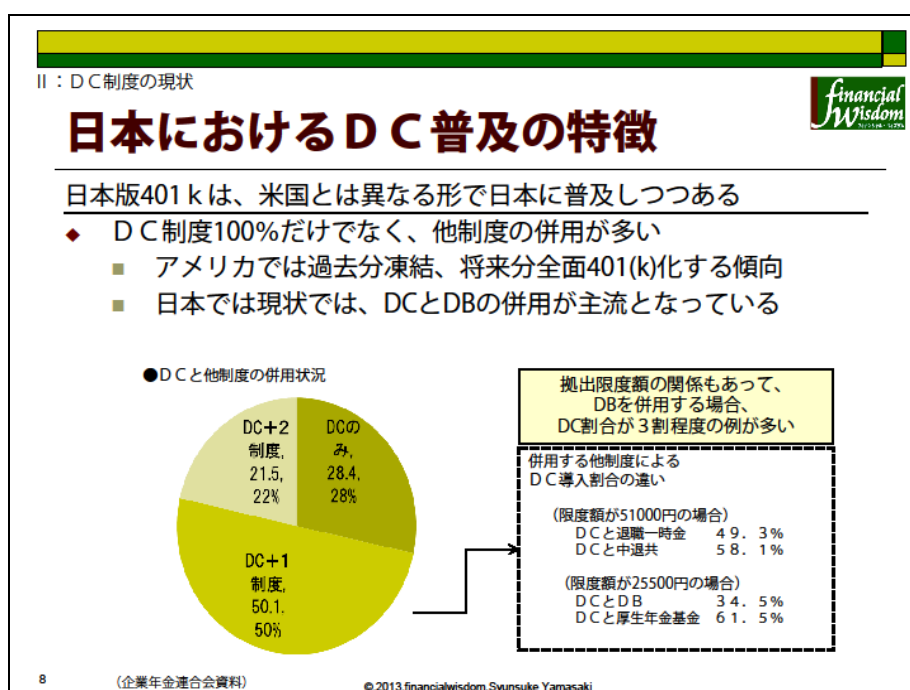 Ⅱ：ＤＣ制度の現状
日本におけるＤＣ普及の特徴
financial
Wisdom
日本版401ｋは、米国とは異なる形で日本に普及しつつある
ＤＣ制度100%だけでなく、他制度の併用が多い
アメリカでは過去分凍結、将来分全面401(k)化する傾向
日本では現状では、DCとDBの併用が主流となっている
●ＤＣと他制度の併用状況
DC＋2
制度,
21.5,
22%
DCの
み,
28.4,
28%
DC＋1
制度,
50.1,
50%
拠出限度額の関係もあって、
DBを併用する場合、
DC割合が３割程度の例が多い
併用する他制度による
ＤＣ導入割合の違い
（限度額が51000円の場合）
DCと退職一時金　４９．３%
DCと中退共　５８．１%
（限度額が25500円の場合）
DCとDB　３４．５%
DCと厚生年金基金　６１．５%
8
（企業年金連合会資料）
©2013 financialwisdom Syunsuke Yamasaki